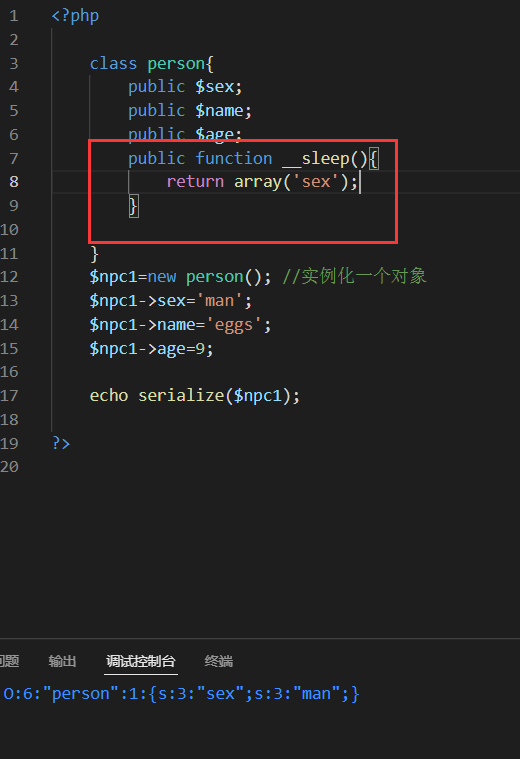 1 <?php
2
3 class person{
4 public $sex;
5 public $name;
6 public $age;
7 public function __sleep(){
8 return array('sex');
9 }
10
11 }
12 $npc1=new person(); //实例化一个对象
13 $npc1->sex='man';
14 $npc1->name='eggs';
15 $npc1->age=9;
16
17 echo serialize($npc1);
18
19 ?>
20
问题 输出 调试控制台 终端
O:6:"person":1:{s:3:"sex";s:3:"man";}